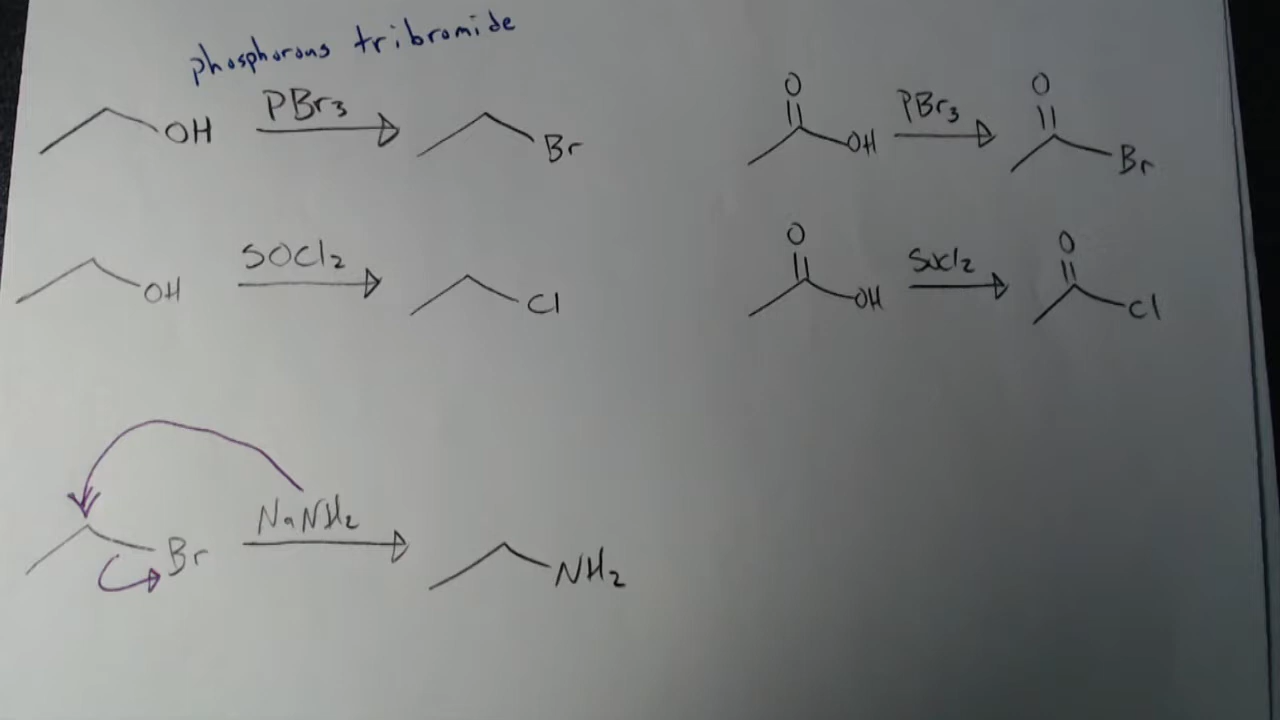 phosphorous tribromide
OH PBr3 Br
O OH PBr3 O Br
OH SOCl2 Cl
O OH SOCl2 O Cl
Br NaNH2 NH2